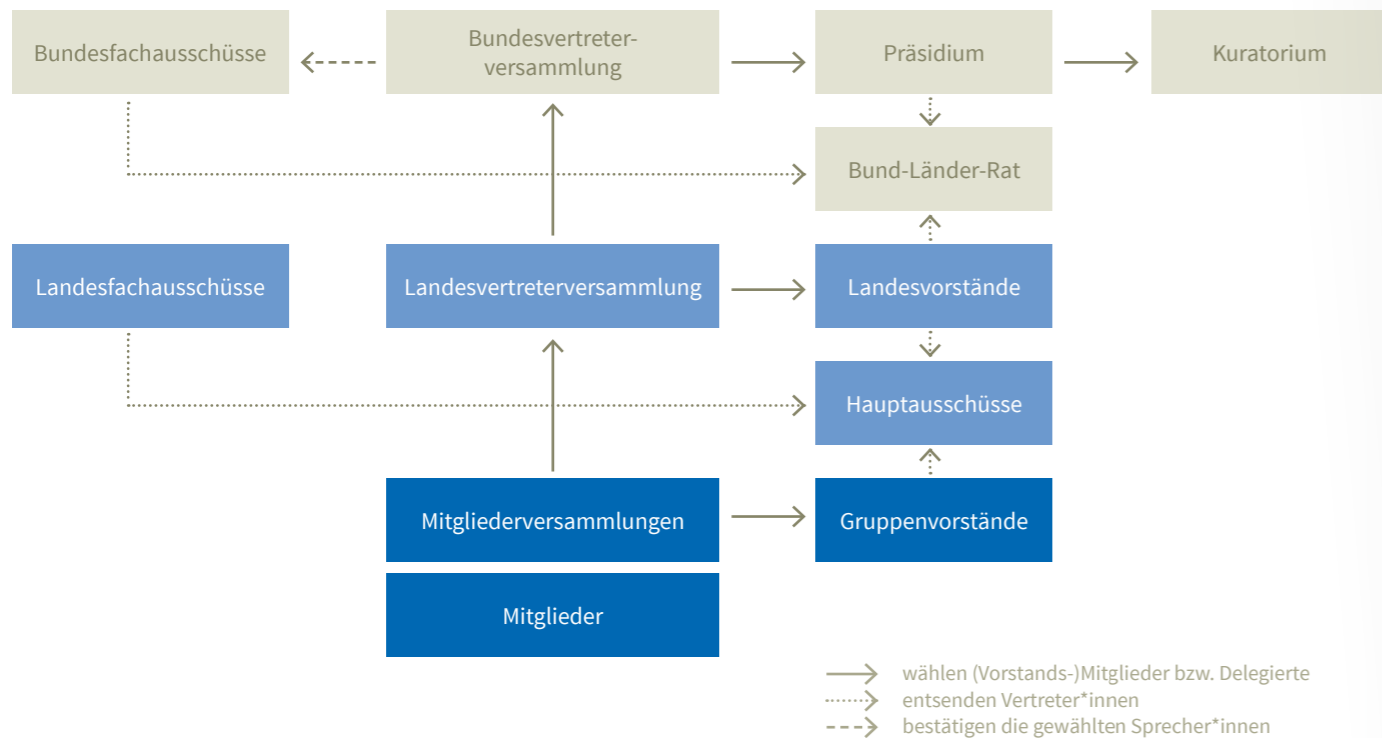 Bundesfachausschüsse
Bundesvertreter-
versammlung
Präsidium
Kuratorium
Bund-Länder-Rat
Landesfachausschüsse
Landesvertreterversammlung
Landesvorstände
Hauptausschüsse
Mitgliederversammlungen
Gruppenvorstände
Mitglieder
wählen (Vorstands-)Mitglieder bzw. Delegierte
entsenden Vertreter*innen
bestätigen die gewählten Sprecher*innen